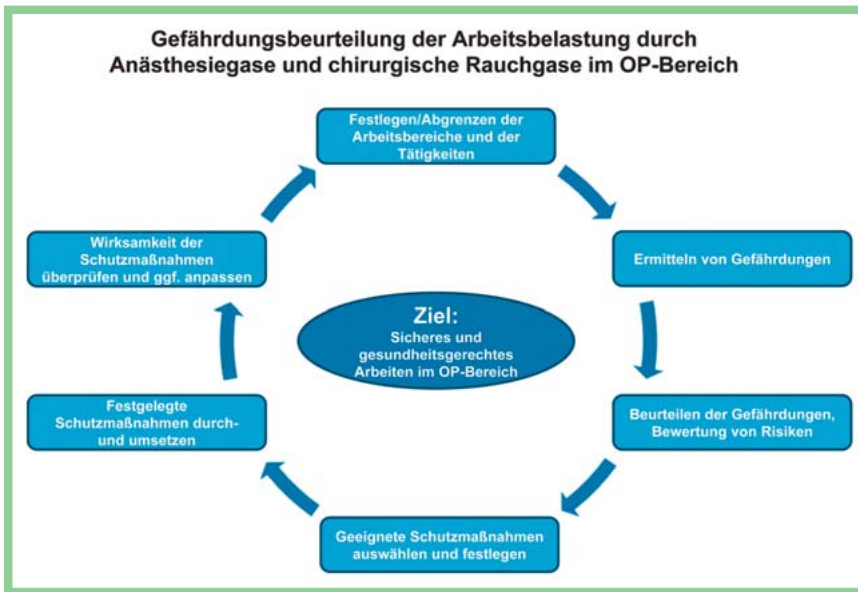 Gefährdungsbeurteilung der Arbeitsbelastung durch
Anästhesiegase und chirurgische Rauchgase im OP-Bereich
Festlegen/Abgrenzen der
Arbeitsbereiche und der
Tätigkeiten
Ermitteln von Gefährdungen
Beurteilen der Gefährdungen,
Bewertung von Risiken
Geeignete Schutzmaßnahmen
auswählen und festlegen
Festgelegte
Schutzmaßnahmen durch-
und umsetzen
Wirksamkeit der
Schutzmaßnahmen
überprüfen und ggf. anpassen
Ziel:
Sicheres und
gesundheitsgerechtes
Arbeiten im OP-Bereich